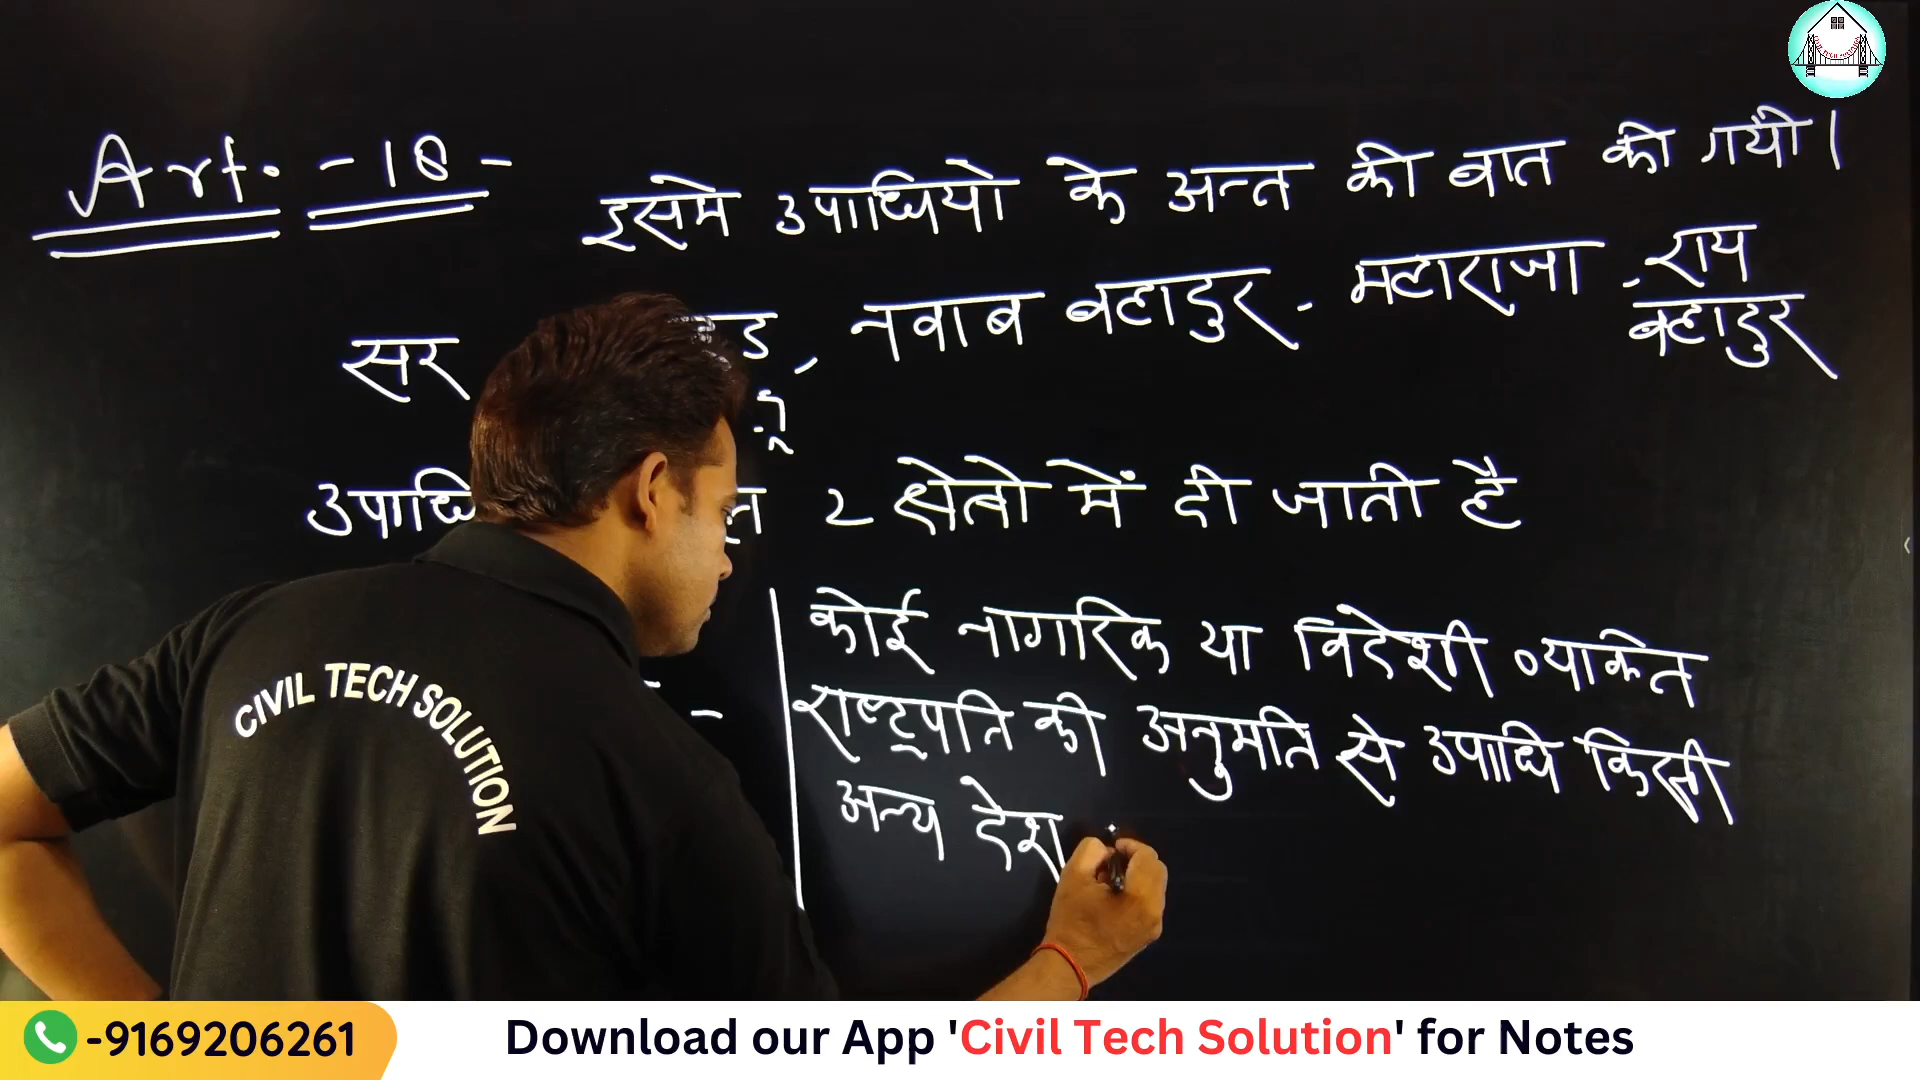 Art. - 18 - इसमे उपाधियो के अन्त की बात की गयी।
सर ड, नवाब बहादुर - महाराजा, राय
बहादुर
उपाधि 2 क्षेत्रो में दी जाती है
कोई नागरिक या विदेशी व्यक्ति
राष्ट्रपति की अनुमति से उपाधि किसी
अन्य देश
CIVIL TECH SOLUTION
-9169206261
Download our App 'Civil Tech Solution' for Notes